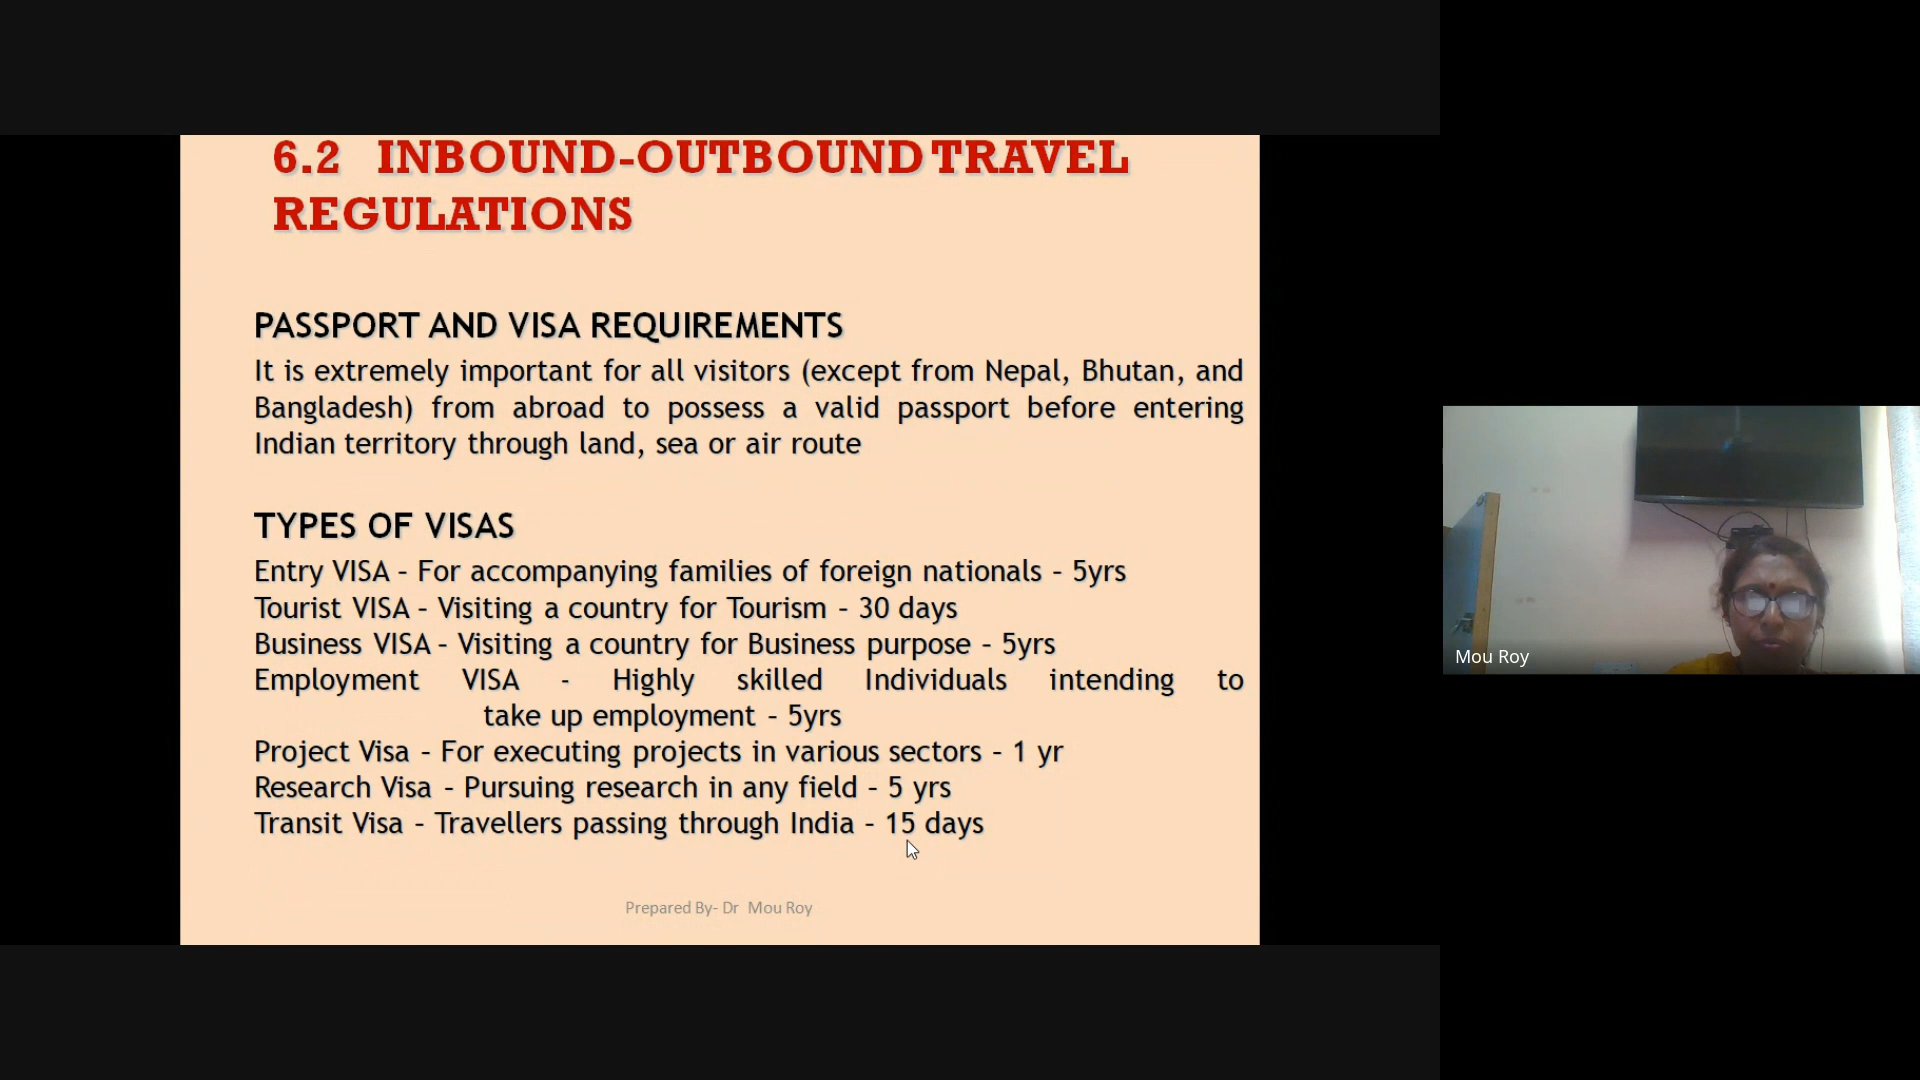 6.2 INBOUND-OUTBOUND TRAVEL
REGULATIONS
PASSPORT AND VISA REQUIREMENTS
It is extremely important for all visitors (except from Nepal, Bhutan, and
Bangladesh) from abroad to possess a valid passport before entering
Indian territory through land, sea or air route
TYPES OF VISAS
Entry VISA – For accompanying families of foreign nationals – 5yrs
Tourist VISA – Visiting a country for Tourism – 30 days
Business VISA – Visiting a country for Business purpose – 5yrs
Employment VISA - Highly skilled Individuals intending to
take up employment – 5yrs
Project Visa – For executing projects in various sectors – 1 yr
Research Visa – Pursuing research in any field – 5 yrs
Transit Visa – Travellers passing through India – 15 days
Prepared By- Dr Mou Roy
Mou Roy